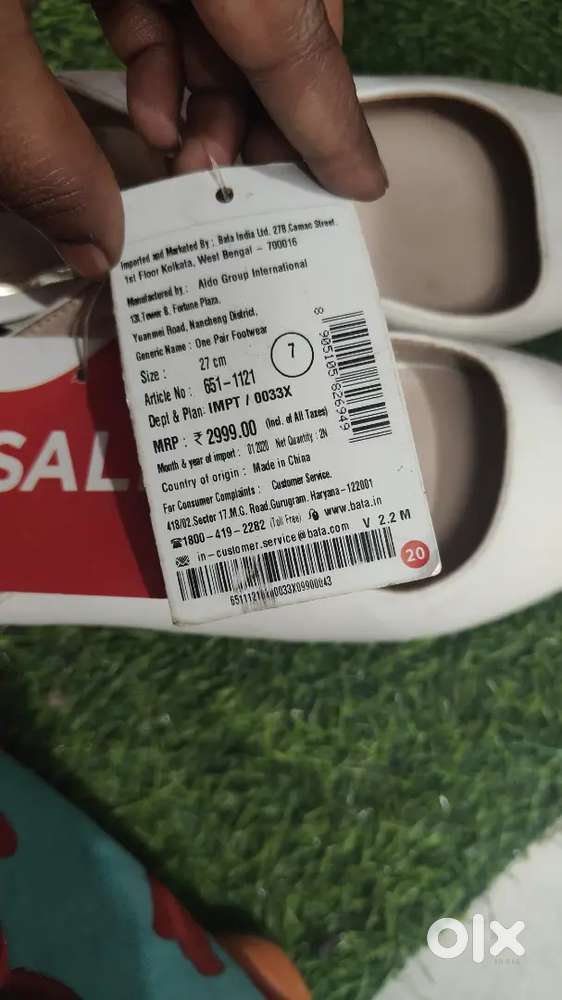 Imported and Marketed By : Bata India Ltd. 27B Camac Street.
1st Floor Kolkata, West Bengal - 700016
Manufactured by : Aldo Group International
13I,Tower B. Fortune Plaza,
Yuanmei Road, Nancheng District,
Generic Name : One Pair Footwear
Size : 27 cm
7
Article No : 651-1121
Dept & Plan: IMPT / 0033X
MRP : ₹ 2999.00 (Incl. of All Taxes)
Month & year of import : 01 2020 Net Quantity : 2N
Country of origin : Made in China
For Consumer Complaints : Customer Service.
418/02,Sector 17,M.G. Road,Gurugram. Haryana-122001
☎1800-419-2282 (Toll Free) www.bata.in
in-customer.service@bata.com V 2.2 M
20
8 905105 826949
SAL
olx
INDIA